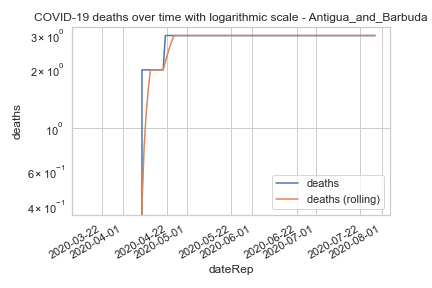 COVID-19 deaths over time with logarithmic scale - Antigua_and_Barbuda
3 × 10⁰
2 × 10⁰
10⁰
6 × 10⁻¹
4 × 10⁻¹
deaths
deaths
deaths (rolling)
2020-03-22
2020-04-01
2020-04-22
2020-05-01
2020-05-22
2020-06-01
2020-06-22
2020-07-01
2020-07-22
2020-08-01
dateRep